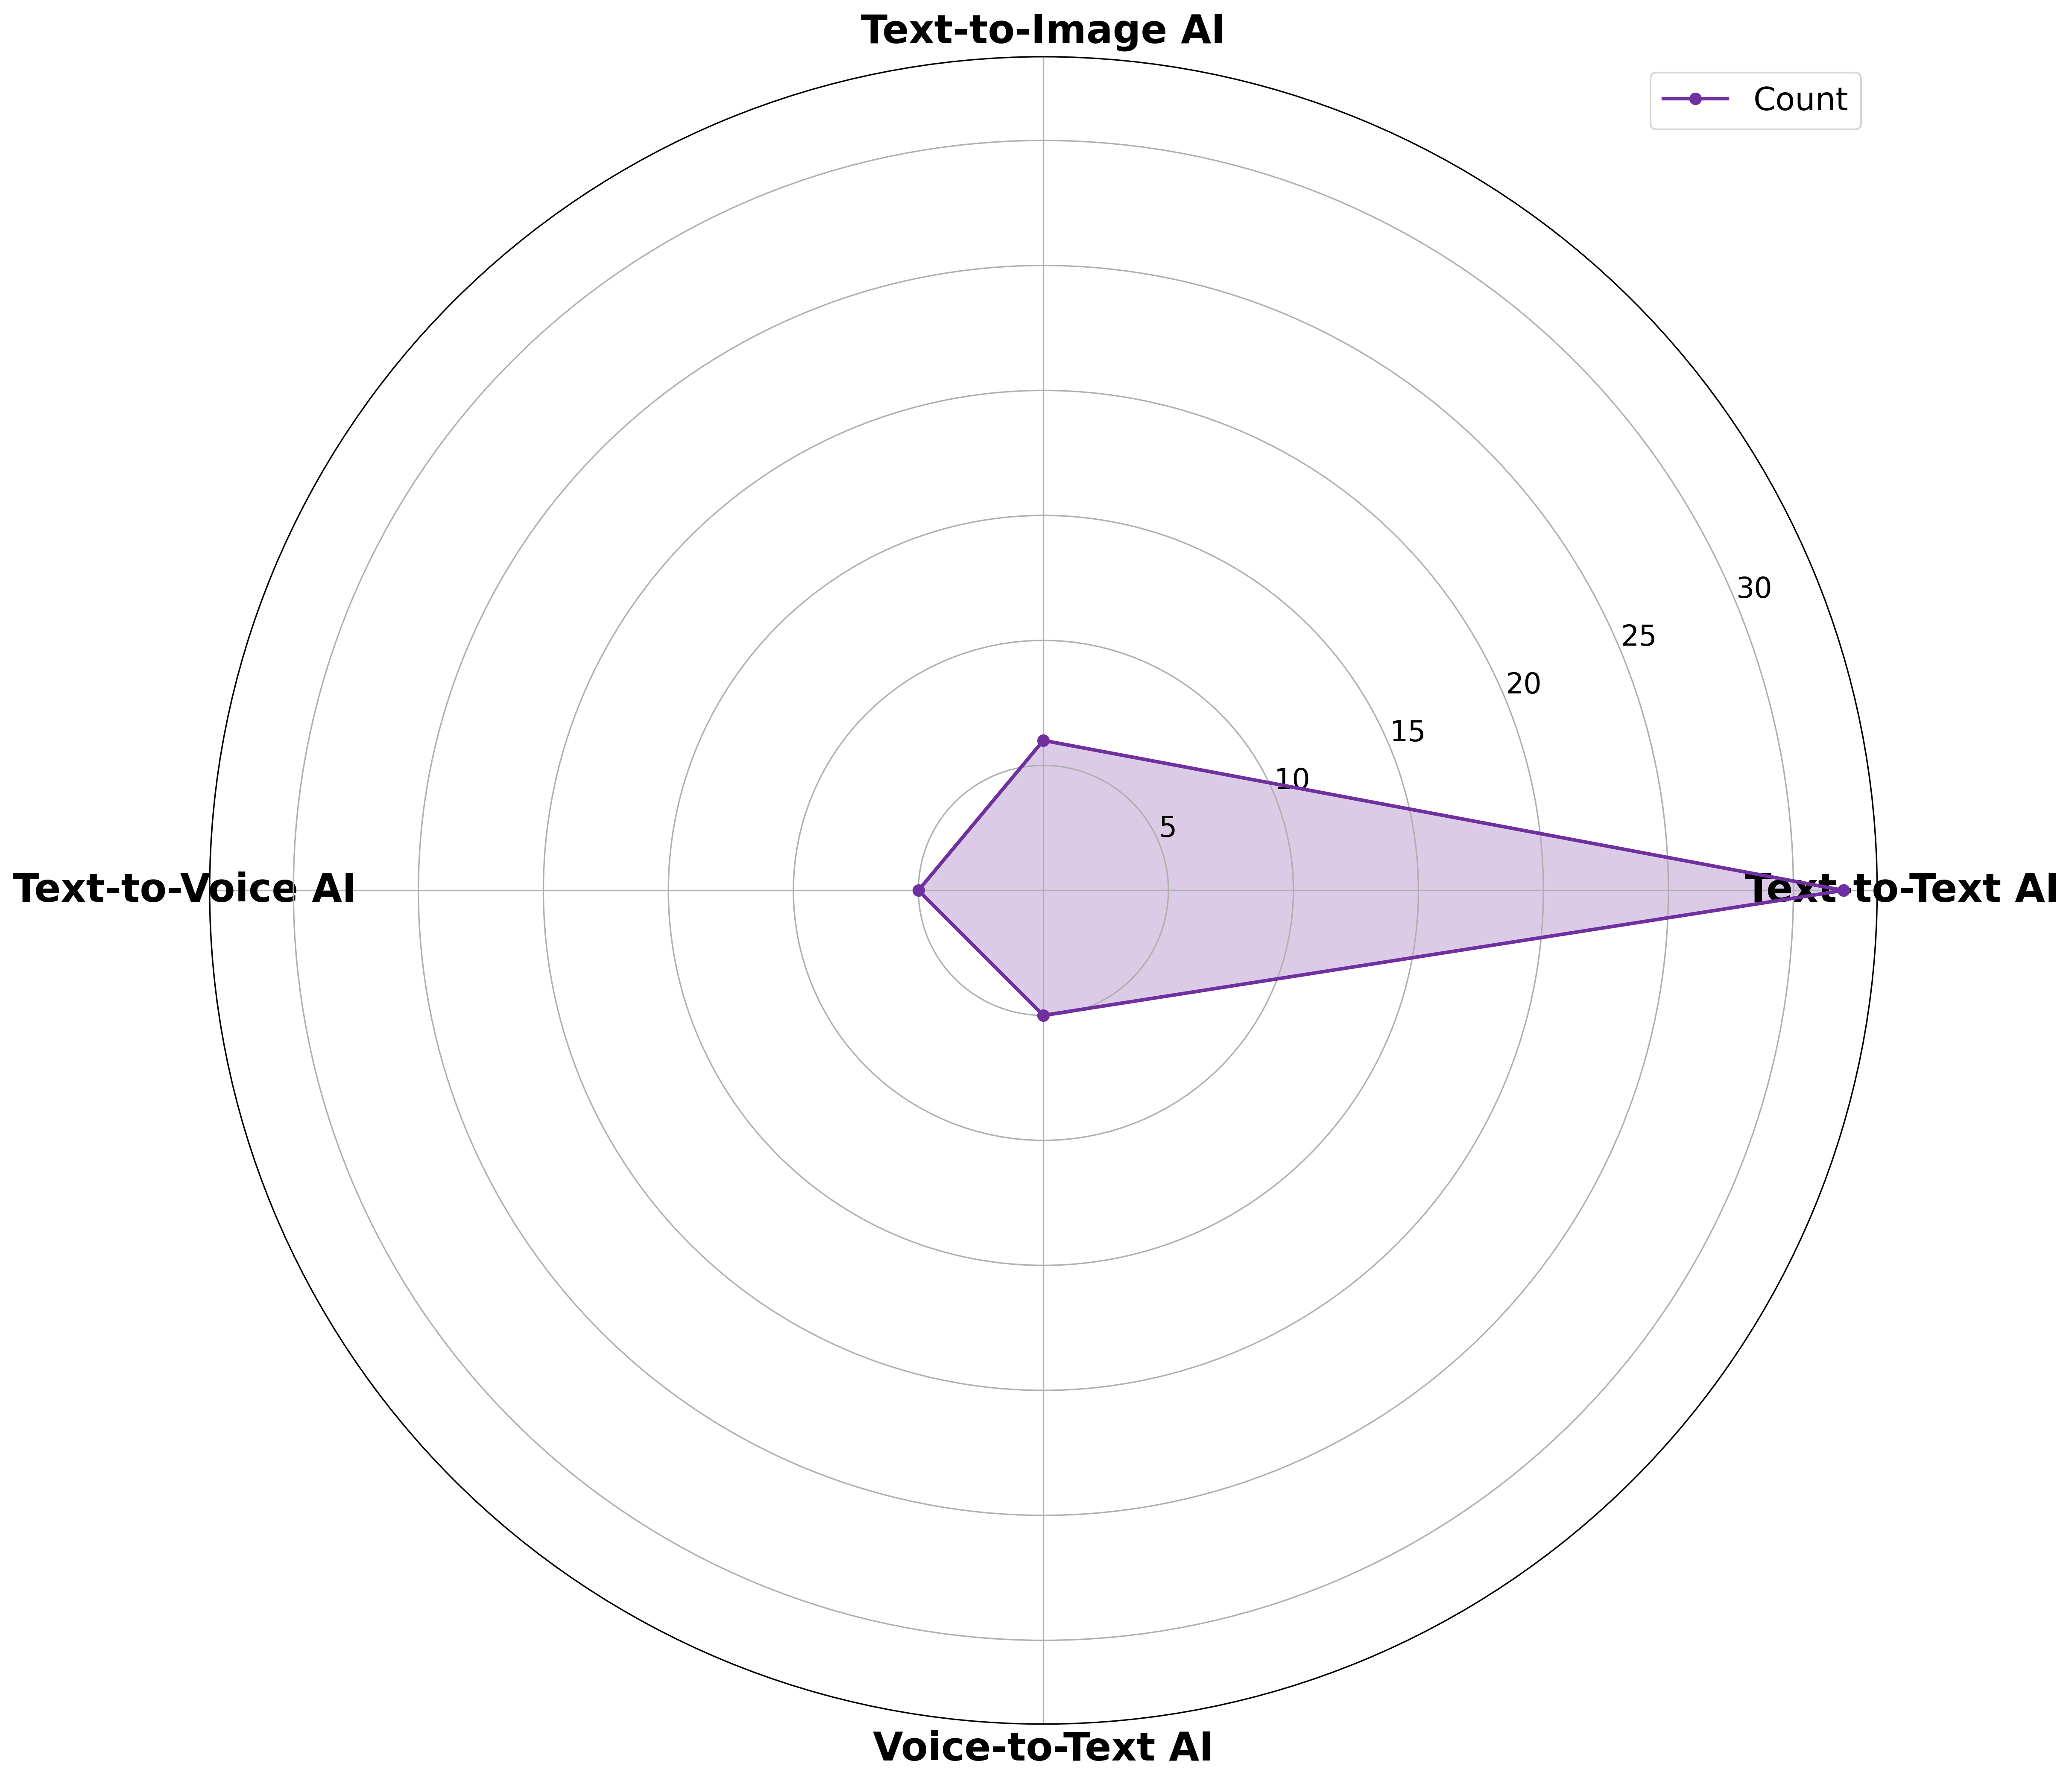 Text-to-Image AI
Count
30
25
20
15
10
5
Text-to-Voice AI
Text-to-Text AI
Voice-to-Text AI